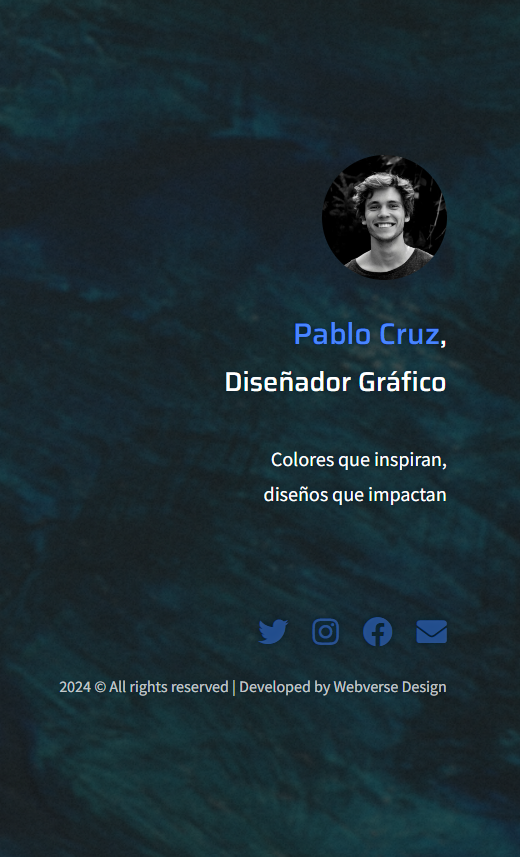 Pablo Cruz,
Diseñador Gráfico
Colores que inspiran,
diseños que impactan
2024 © All rights reserved | Developed by Webverse Design